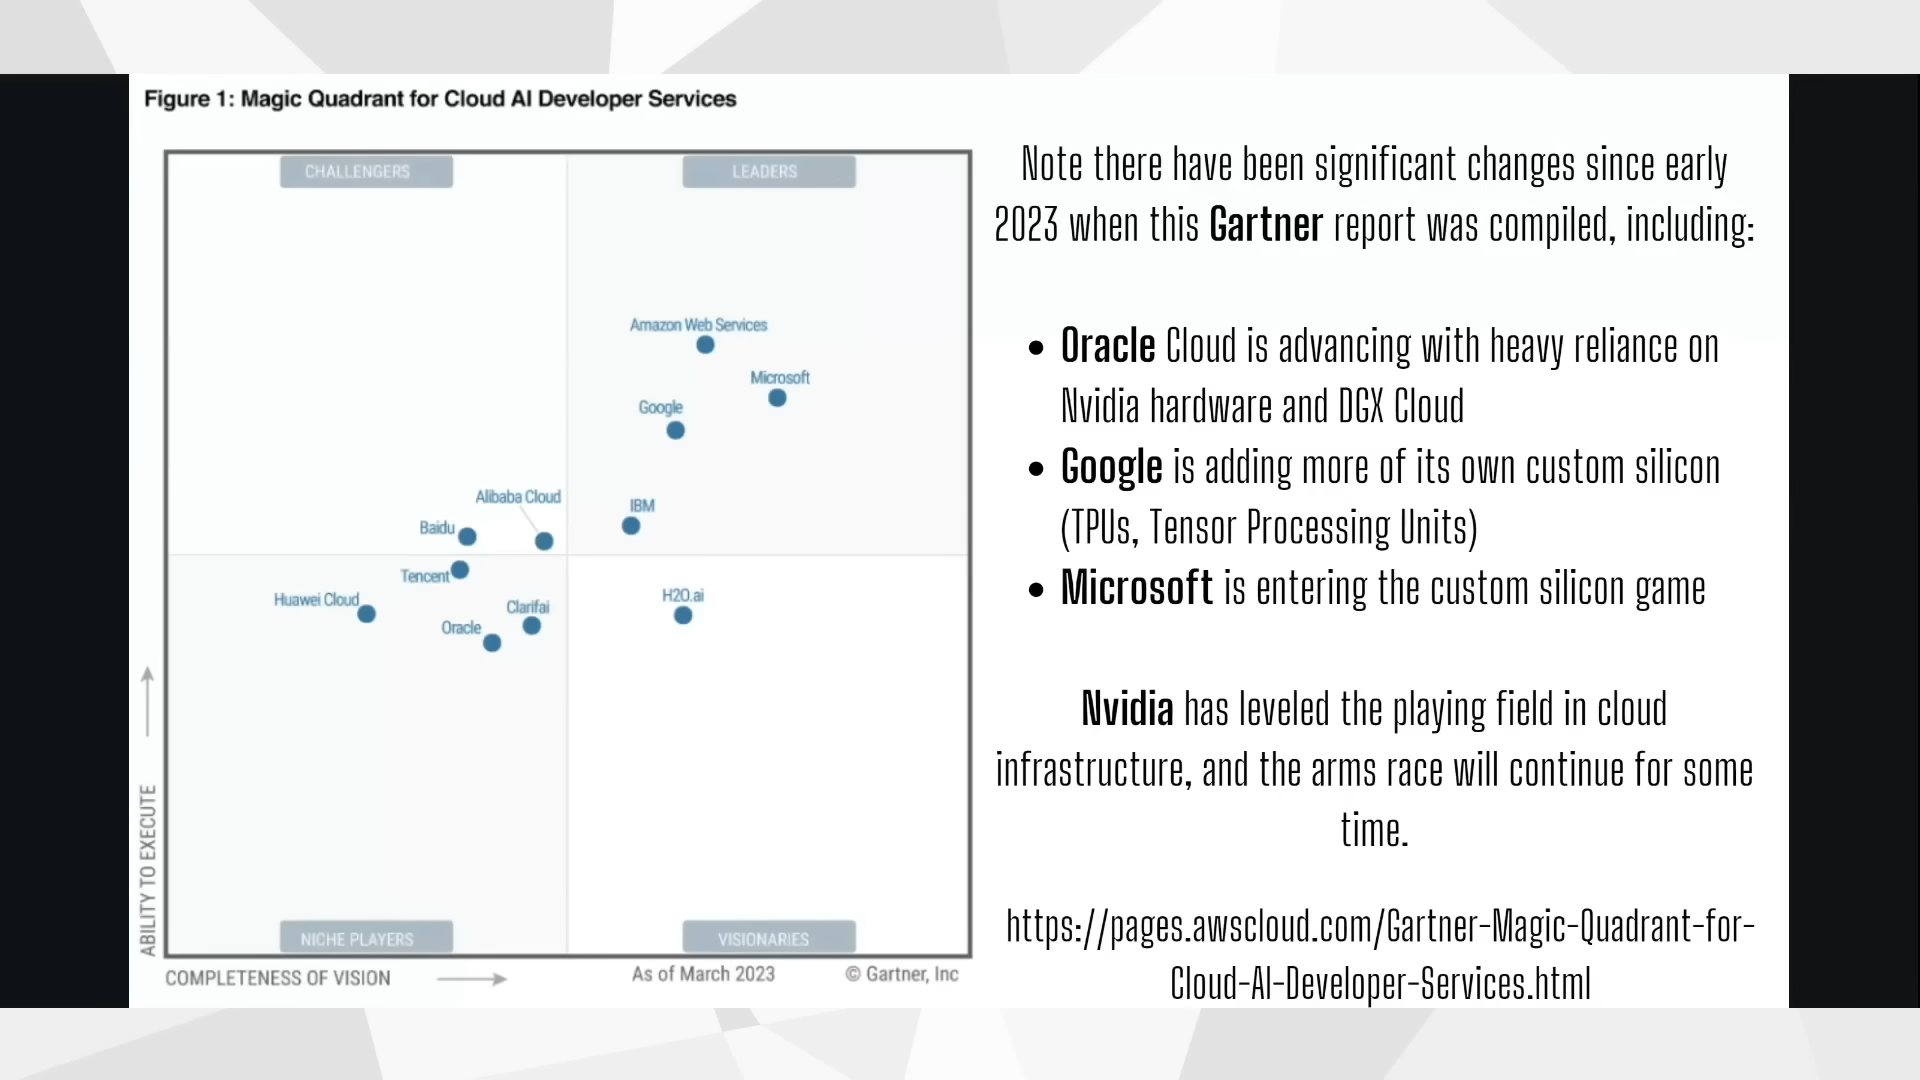 Figure 1: Magic Quadrant for Cloud AI Developer Services
CHALLENGERS
LEADERS
Amazon Web Services
Microsoft
Google
Alibaba Cloud
IBM
Baidu
Tencent
Huawei Cloud
Clarifai
H2O.ai
Oracle
NICHE PLAYERS
VISIONARIES
ABILITY TO EXECUTE
COMPLETENESS OF VISION
As of March 2023
© Gartner, Inc
Note there have been significant changes since early
2023 when this Gartner report was compiled, including:
• Oracle Cloud is advancing with heavy reliance on
Nvidia hardware and DGX Cloud
• Google is adding more of its own custom silicon
(TPUs, Tensor Processing Units)
• Microsoft is entering the custom silicon game
Nvidia has leveled the playing field in cloud
infrastructure, and the arms race will continue for some
time.
https://pages.awscloud.com/Gartner-Magic-Quadrant-for-
Cloud-AI-Developer-Services.html